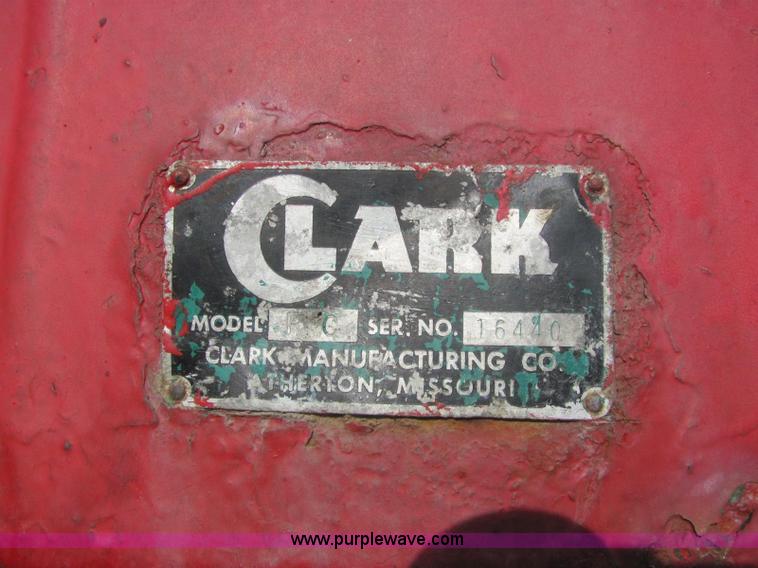 CLARK
MODEL G SER. NO. 16440
CLARK MANUFACTURING CO
ATHERTON, MISSOURI
www.purplewave.com